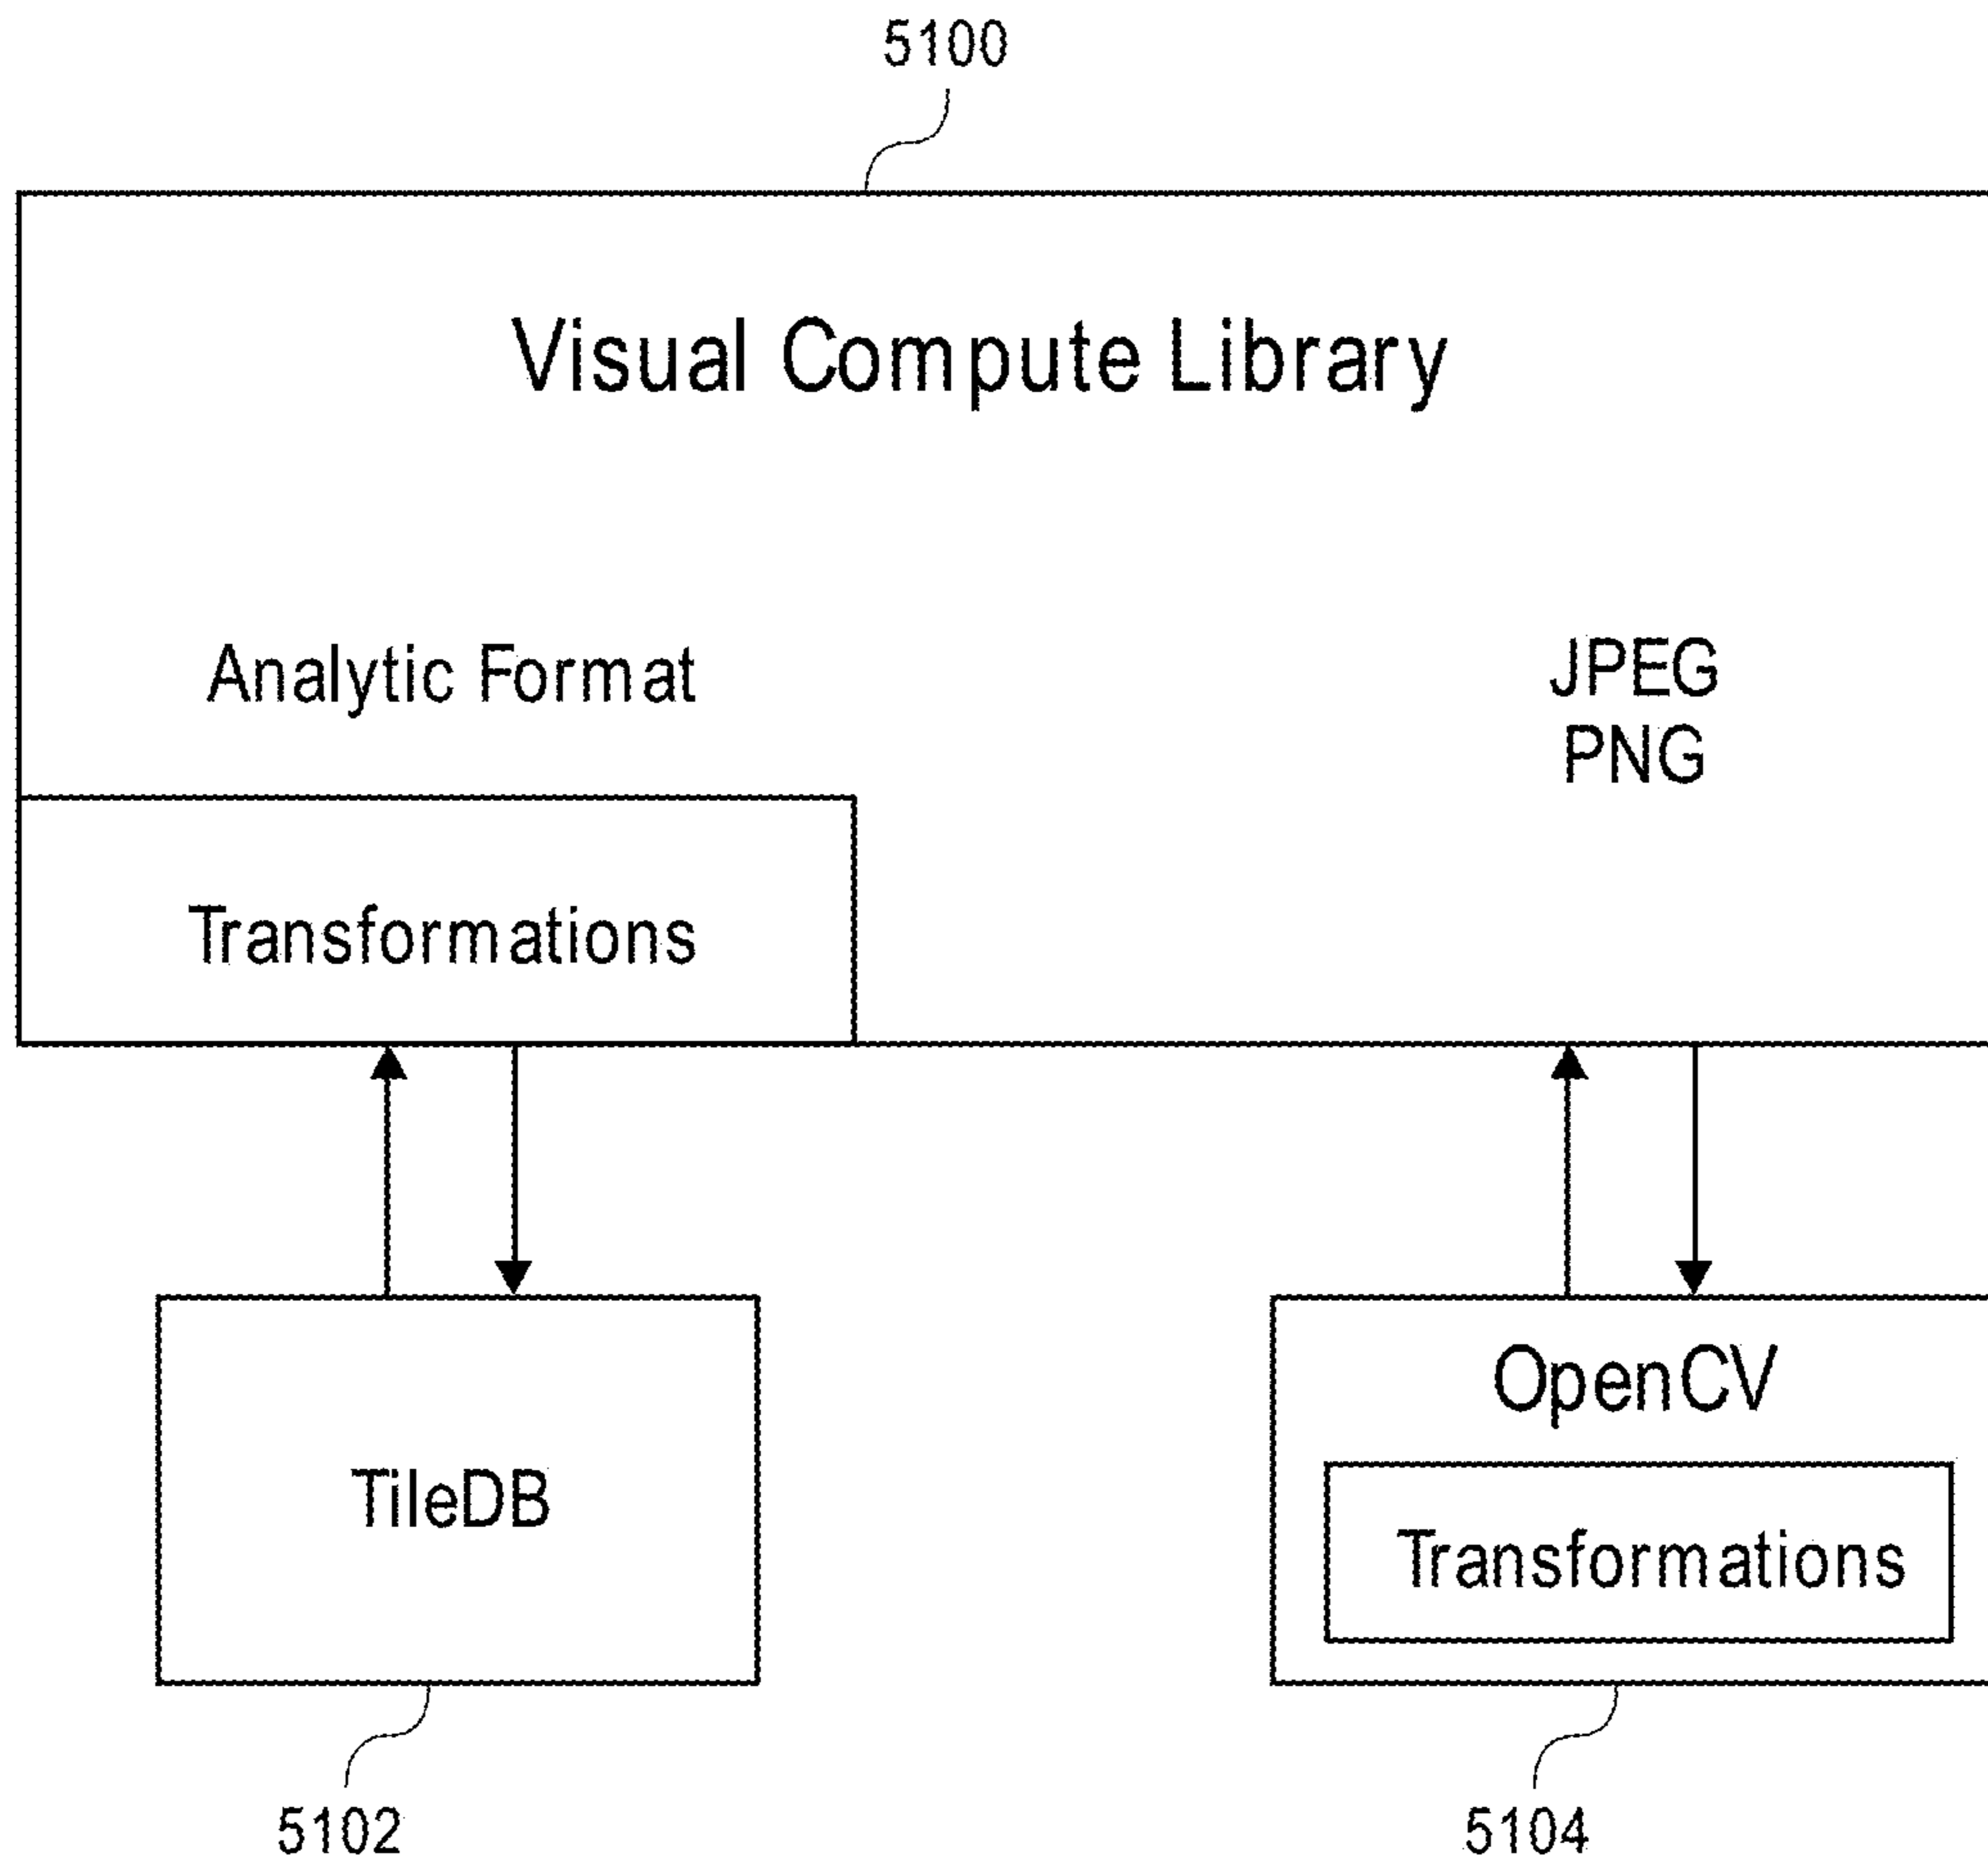 5100
Visual Compute Library
Analytic Format
JPEG
PNG
Transformations
TileDB
OpenCV
Transformations
5102
5104